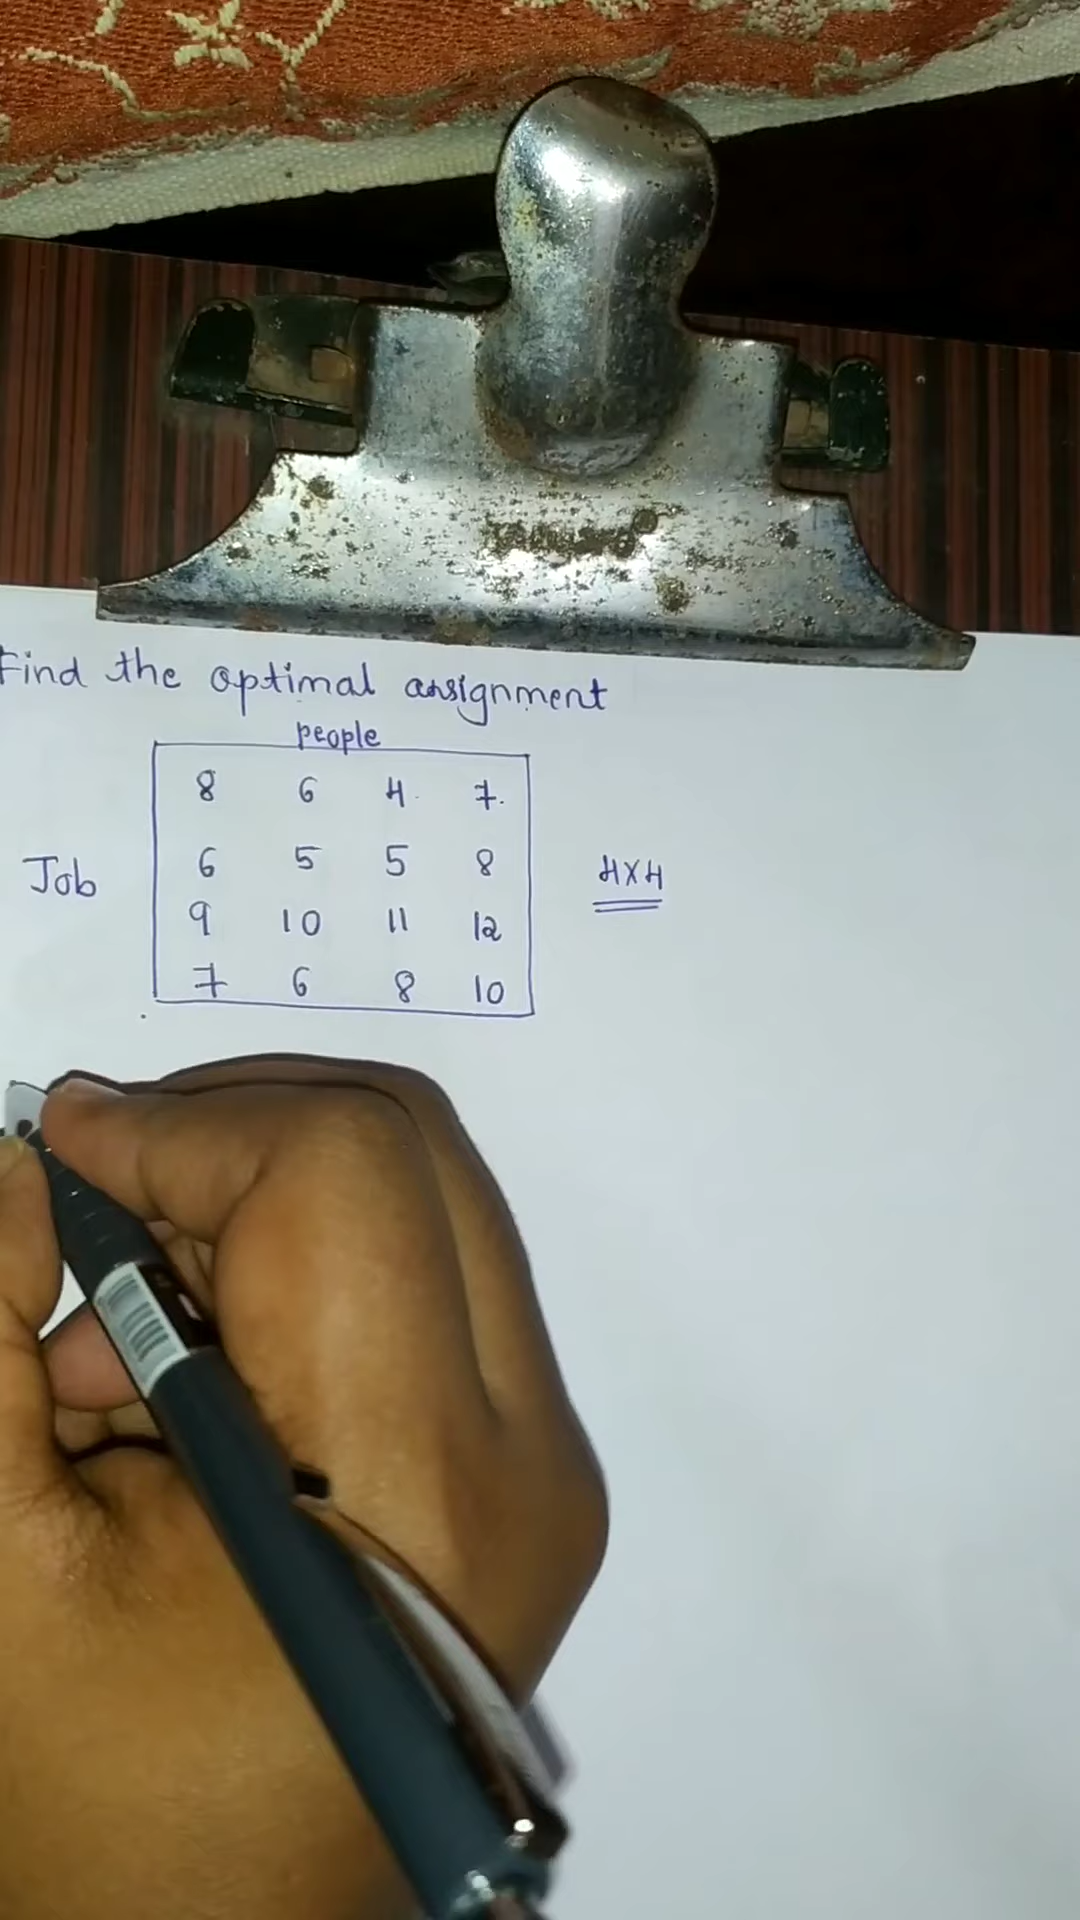 Find the optimal assignment
people
8 6 4 7
Job 6 5 5 8 4X4
9 10 11 12
7 6 8 10